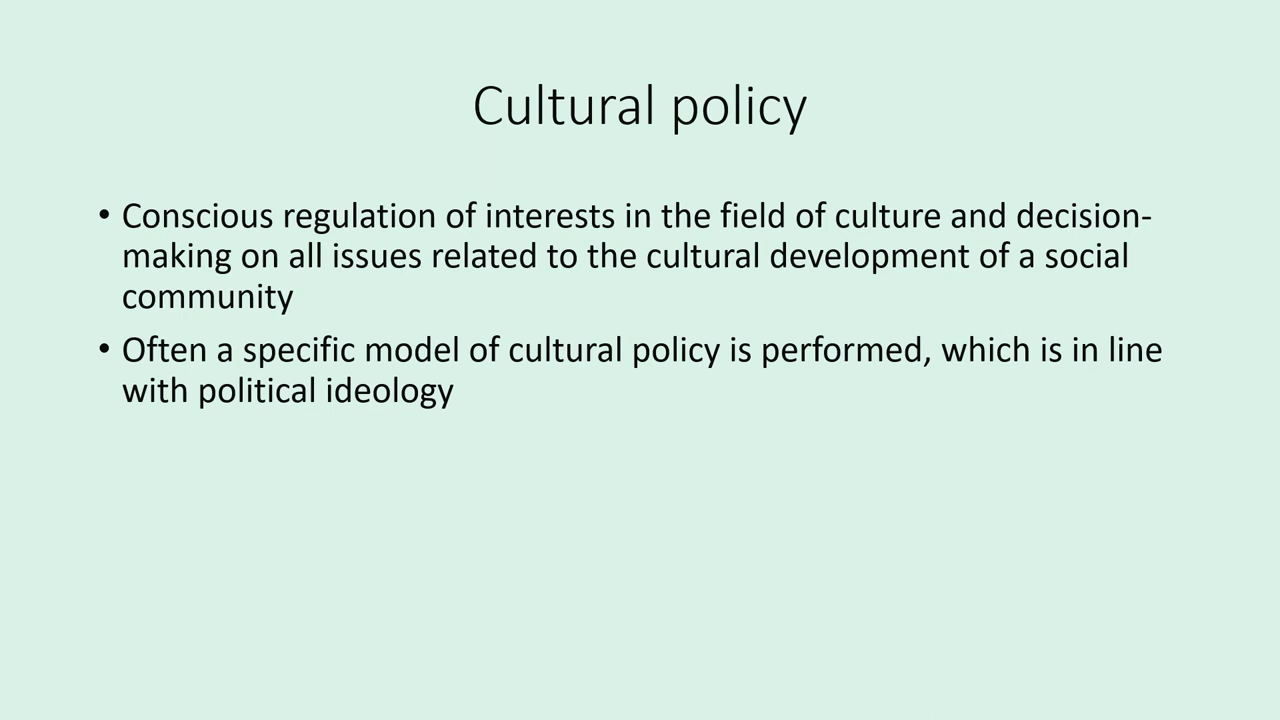 Cultural policy
• Conscious regulation of interests in the field of culture and decision-
making on all issues related to the cultural development of a social
community
• Often a specific model of cultural policy is performed, which is in line
with political ideology